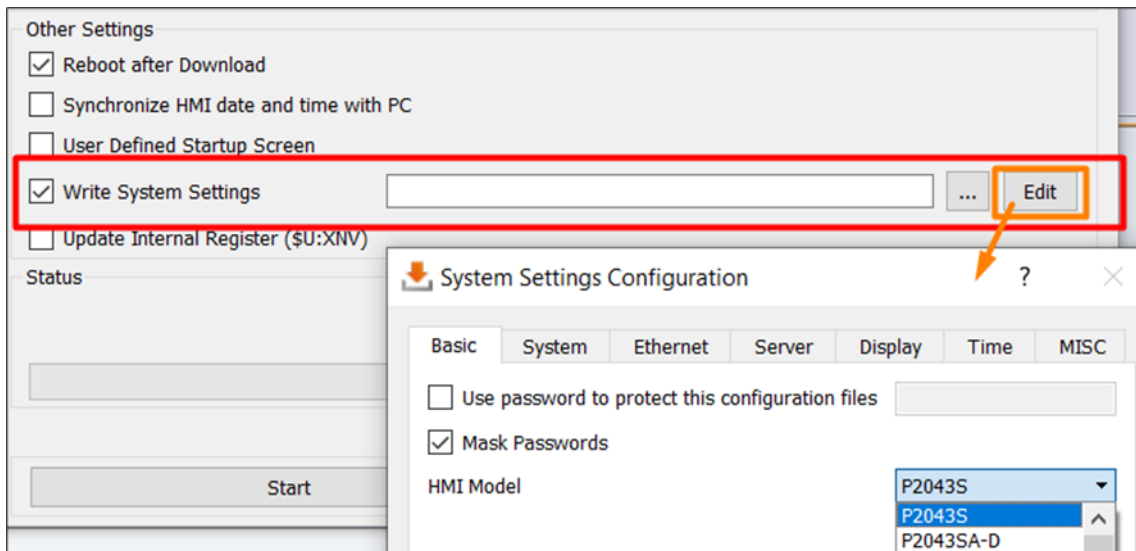 Other Settings
Reboot after Download
Synchronize HMI date and time with PC
User Defined Startup Screen
Write System Settings ... Edit
Update Internal Register ($U:XNV)
Status
System Settings Configuration ?
Basic System Ethernet Server Display Time MISC
Use password to protect this configuration files
Mask Passwords
HMI Model P2043S
P2043S
P2043SA-D
Start